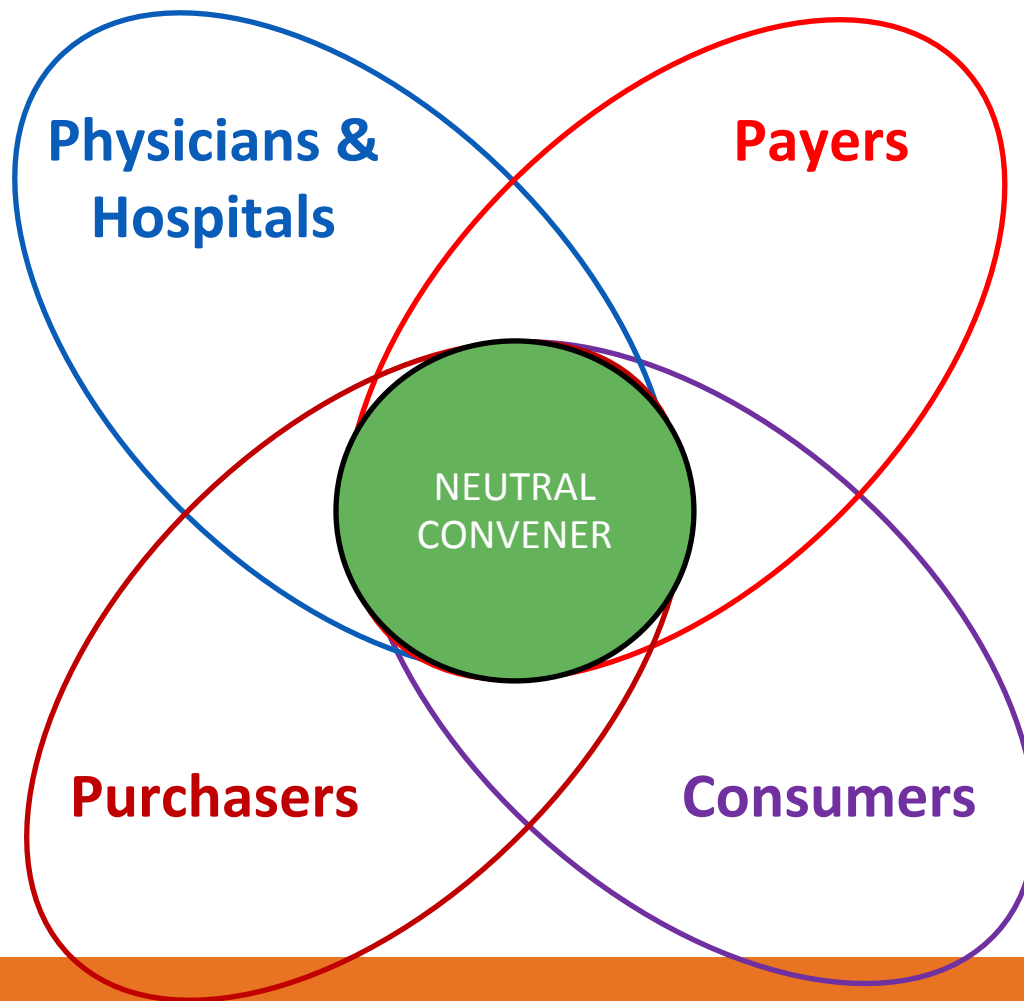 Physicians &
Hospitals
Payers
NEUTRAL
CONVENER
Purchasers
Consumers